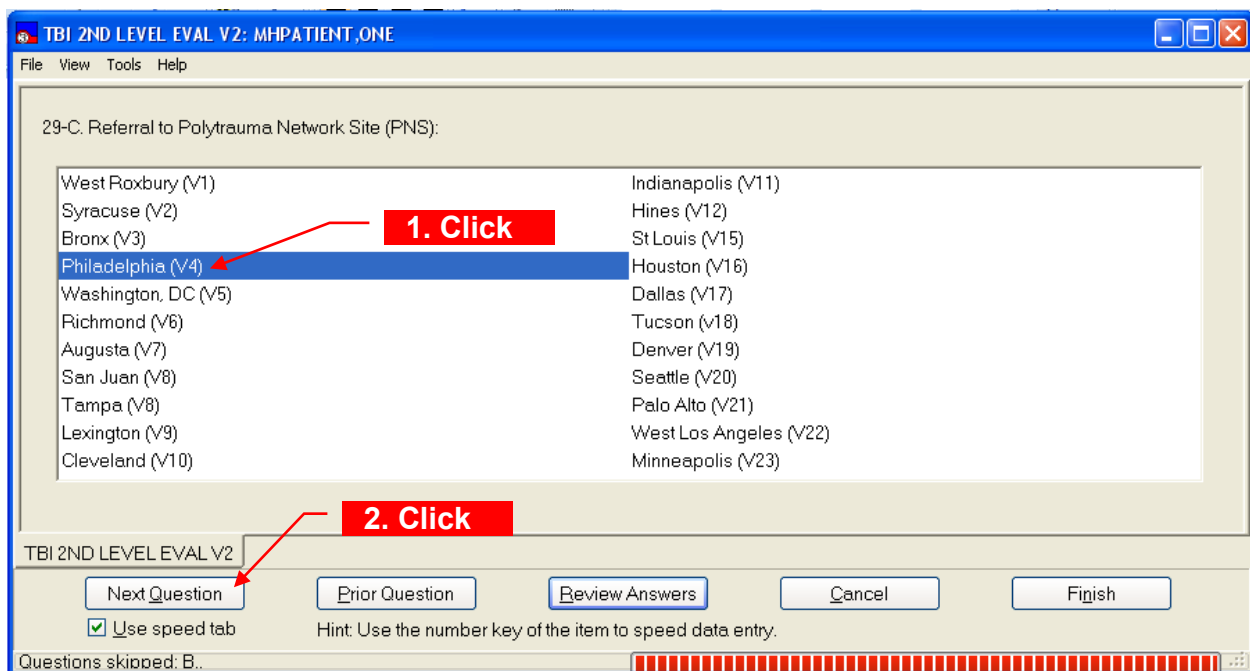 TBI 2ND LEVEL EVAL V2: MHPATIENT,ONE
File View Tools Help
29-C. Referral to Polytrauma Network Site (PNS):
West Roxbury (V1)
Syracuse (V2)
Bronx (V3)
Philadelphia (V4)
Washington, DC (V5)
Richmond (V6)
Augusta (V7)
San Juan (V8)
Tampa (V8)
Lexington (V9)
Cleveland (V10)
Indianapolis (V11)
Hines (V12)
St Louis (V15)
Houston (V16)
Dallas (V17)
Tucson (v18)
Denver (V19)
Seattle (V20)
Palo Alto (V21)
West Los Angeles (V22)
Minneapolis (V23)
1. Click
2. Click
TBI 2ND LEVEL EVAL V2
Next Question Prior Question Review Answers Cancel Finish
Use speed tab Hint: Use the number key of the item to speed data entry.
Questions skipped: B..